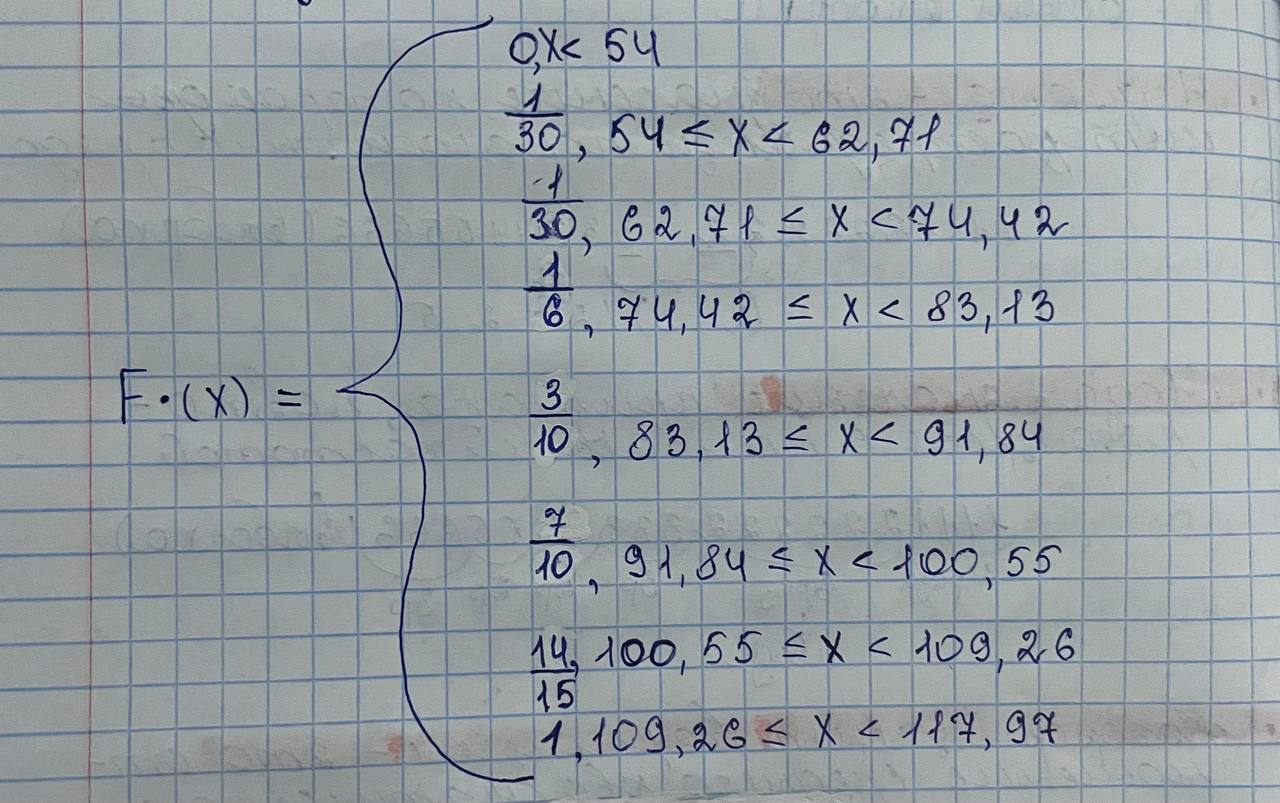 0, x < 54
1/30, 54 ≤ x < 62,71
1/30, 62,71 ≤ x < 74,42
1/6, 74,42 ≤ x < 83,13
F*(x) =
3/10, 83,13 ≤ x < 91,84
7/10, 91,84 ≤ x < 100,55
14/15, 100,55 ≤ x < 109,26
1, 109,26 ≤ x < 117,97